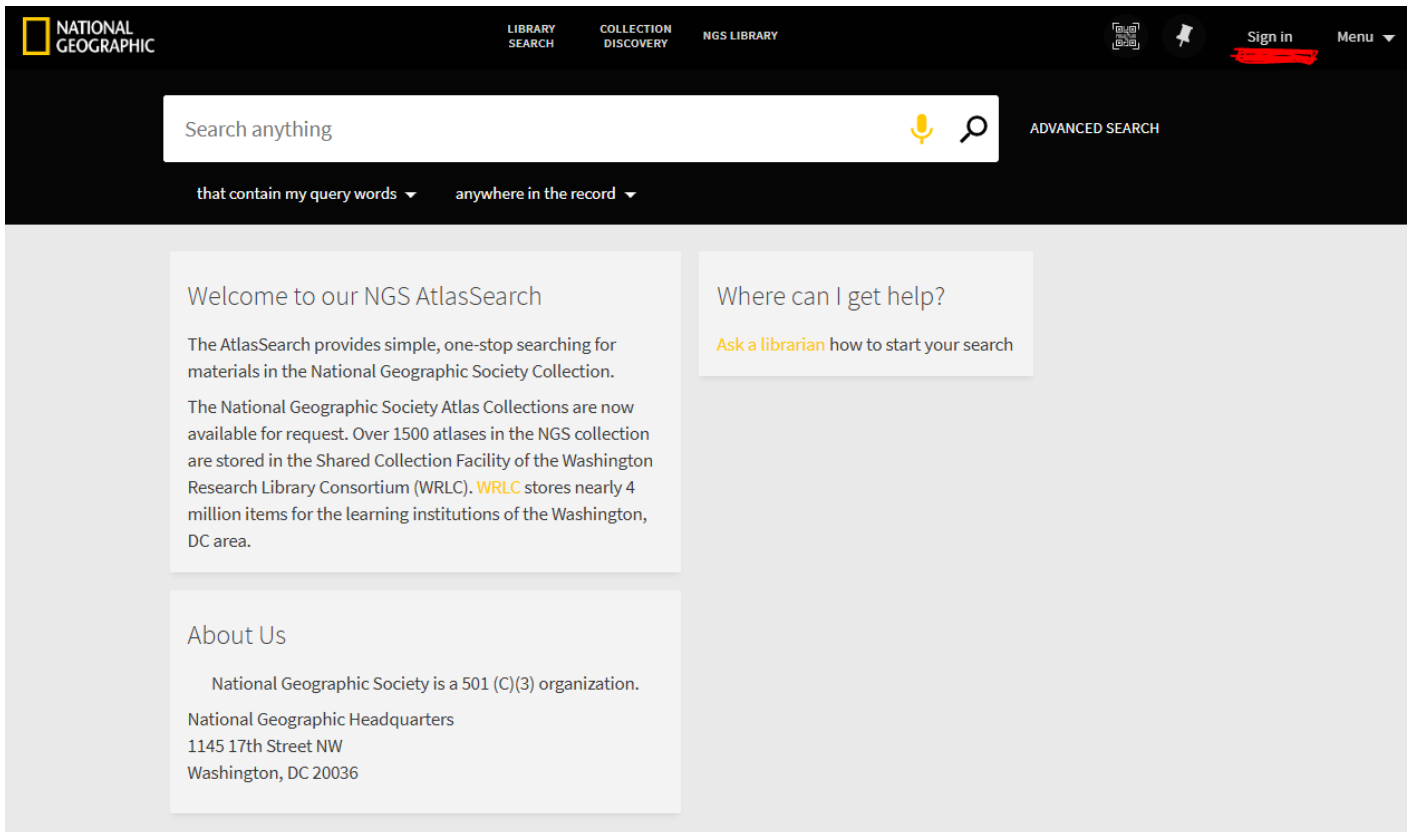 NATIONAL
GEOGRAPHIC
LIBRARY
SEARCH
COLLECTION
DISCOVERY
NGS LIBRARY
Sign in
Menu
Search anything
ADVANCED SEARCH
that contain my query words
anywhere in the record
Welcome to our NGS AtlasSearch
The AtlasSearch provides simple, one-stop searching for
materials in the National Geographic Society Collection.
The National Geographic Society Atlas Collections are now
available for request. Over 1500 atlases in the NGS collection
are stored in the Shared Collection Facility of the Washington
Research Library Consortium (WRLC). WRLC stores nearly 4
million items for the learning institutions of the Washington,
DC area.
Where can I get help?
Ask a librarian how to start your search
About Us
National Geographic Society is a 501 (C)(3) organization.
National Geographic Headquarters
1145 17th Street NW
Washington, DC 20036